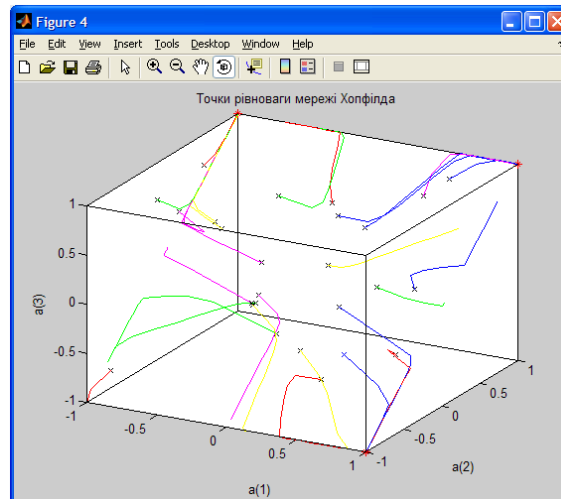 Figure 4
File Edit View Insert Tools Desktop Window Help
Точки рівноваги мережі Хопфілда
1
0.5
0
-0.5
-1
a(3)
-1
-0.5
0
0.5
1
a(1)
-1
-0.5
0
0.5
1
a(2)